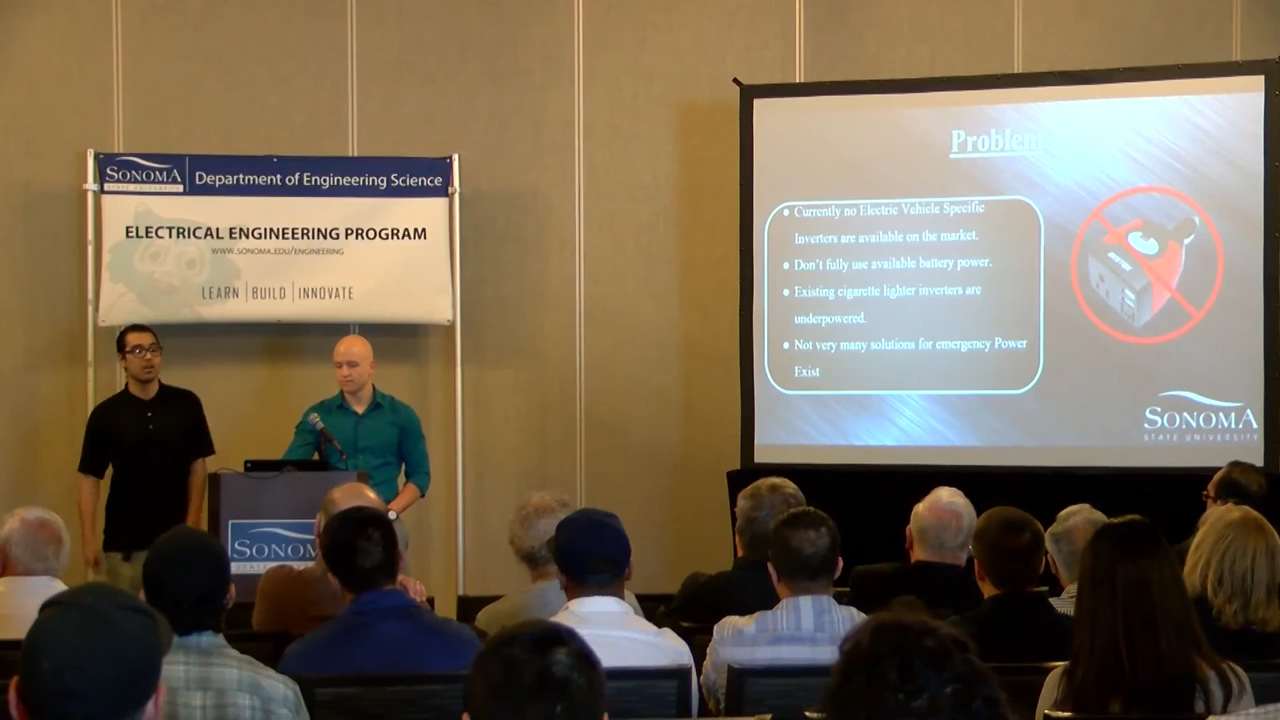 SONOMA
STATE UNIVERSITY
Department of Engineering Science
ELECTRICAL ENGINEERING PROGRAM
WWW.SONOMA.EDU/ENGINEERING
LEARN | BUILD | INNOVATE
SONOMA
STATE
Problem
• Currently no Electric Vehicle Specific
Inverters are available on the market.
• Don't fully use available battery power.
• Existing cigarette lighter inverters are
underpowered.
• Not very many solutions for emergency Power
Exist
SONOMA
STATE UNIVERSITY